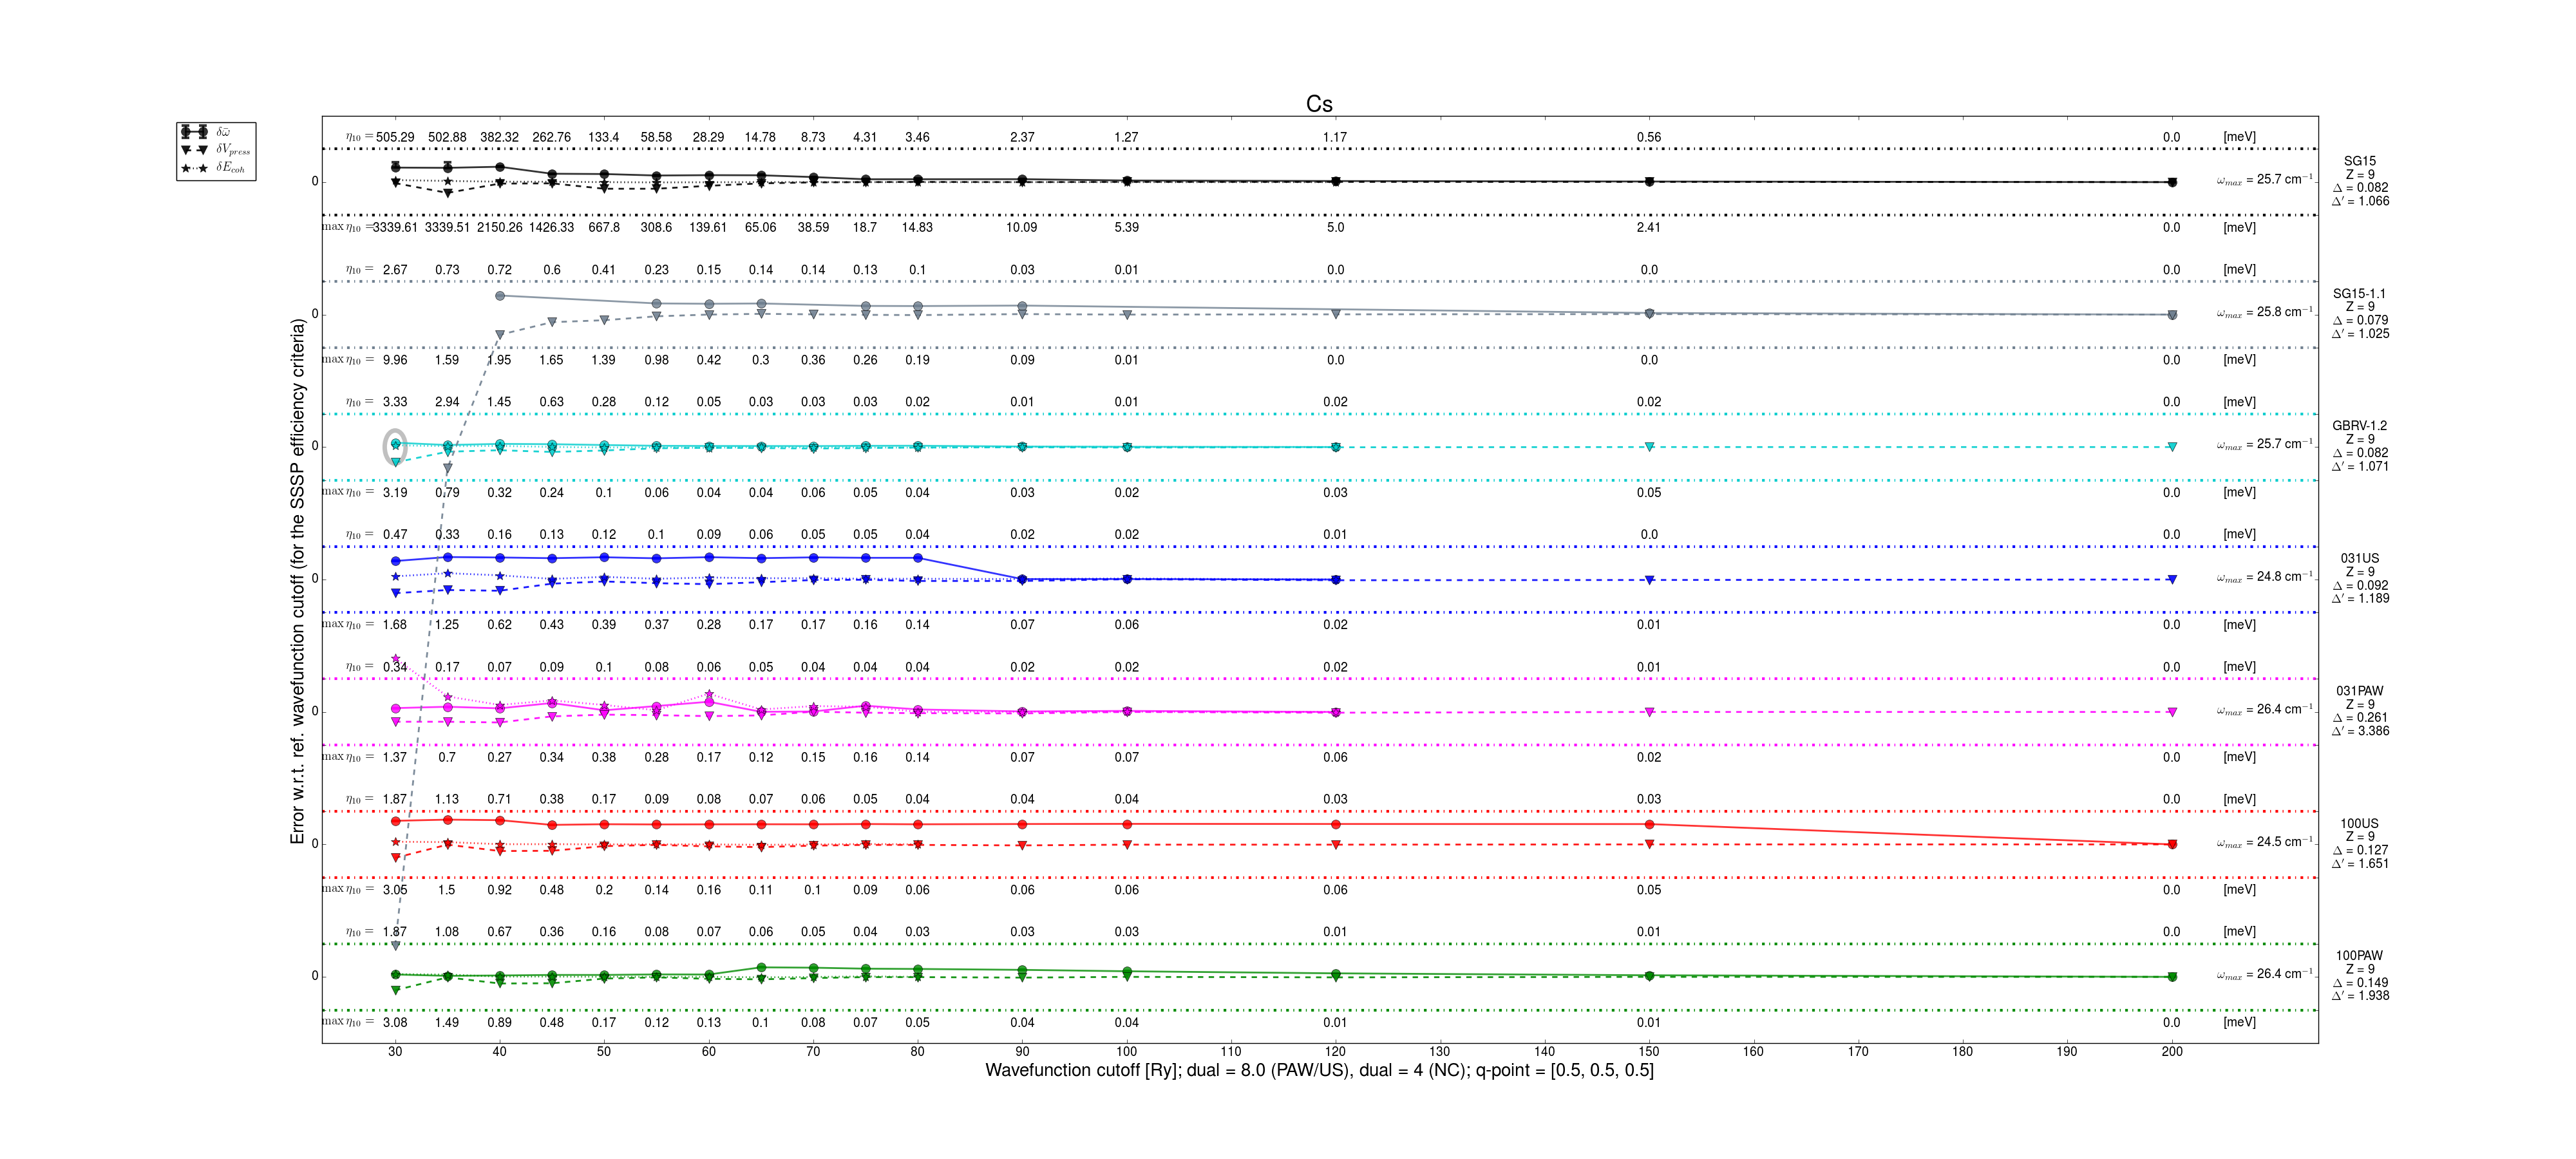 Cs
δω̄
δV_press
δE_coh
η₁₀ = 505.29 502.88 382.32 262.76 133.4 58.58 28.29 14.78 8.73 4.31 3.46 2.37 1.27 1.17 0.56 0.0 [meV]
0 ω_max = 25.7 cm⁻¹
SG15
Z = 9
Δ = 0.082
Δ′ = 1.066
max η₁₀ = 3339.61 3339.51 2150.26 1426.33 667.8 308.6 139.61 65.06 38.59 18.7 14.83 10.09 5.39 5.0 2.41 0.0 [meV]
η₁₀ = 2.67 0.73 0.72 0.6 0.41 0.23 0.15 0.14 0.14 0.13 0.1 0.03 0.01 0.0 0.0 0.0 [meV]
0 ω_max = 25.8 cm⁻¹
SG15-1.1
Z = 9
Δ = 0.079
Δ′ = 1.025
max η₁₀ = 9.96 1.59 1.95 1.65 1.39 0.98 0.42 0.3 0.36 0.26 0.19 0.09 0.01 0.0 0.0 0.0 [meV]
η₁₀ = 3.33 2.94 1.45 0.63 0.28 0.12 0.05 0.03 0.03 0.03 0.02 0.01 0.01 0.02 0.02 0.0 [meV]
0 ω_max = 25.7 cm⁻¹
GBRV-1.2
Z = 9
Δ = 0.082
Δ′ = 1.071
max η₁₀ = 3.19 0.79 0.32 0.24 0.1 0.06 0.04 0.04 0.06 0.05 0.04 0.03 0.02 0.03 0.05 0.0 [meV]
η₁₀ = 0.47 0.33 0.16 0.13 0.12 0.1 0.09 0.06 0.05 0.05 0.04 0.02 0.02 0.01 0.0 0.0 [meV]
0 ω_max = 24.8 cm⁻¹
031US
Z = 9
Δ = 0.092
Δ′ = 1.189
max η₁₀ = 1.68 1.25 0.62 0.43 0.39 0.37 0.28 0.17 0.17 0.16 0.14 0.07 0.06 0.02 0.01 0.0 [meV]
η₁₀ = 0.34 0.17 0.07 0.09 0.1 0.08 0.06 0.05 0.04 0.04 0.04 0.02 0.02 0.02 0.01 0.0 [meV]
0 ω_max = 26.4 cm⁻¹
031PAW
Z = 9
Δ = 0.261
Δ′ = 3.386
max η₁₀ = 1.37 0.7 0.27 0.34 0.38 0.28 0.17 0.12 0.15 0.16 0.14 0.07 0.07 0.06 0.02 0.0 [meV]
η₁₀ = 1.87 1.13 0.71 0.38 0.17 0.09 0.08 0.07 0.06 0.05 0.04 0.04 0.04 0.03 0.03 0.0 [meV]
0 ω_max = 24.5 cm⁻¹
100US
Z = 9
Δ = 0.127
Δ′ = 1.651
max η₁₀ = 3.05 1.5 0.92 0.48 0.2 0.14 0.16 0.11 0.1 0.09 0.06 0.06 0.06 0.06 0.05 0.0 [meV]
η₁₀ = 1.87 1.08 0.67 0.36 0.16 0.08 0.07 0.06 0.05 0.04 0.03 0.03 0.03 0.01 0.01 0.0 [meV]
0 ω_max = 26.4 cm⁻¹
100PAW
Z = 9
Δ = 0.149
Δ′ = 1.938
max η₁₀ = 3.08 1.49 0.89 0.48 0.17 0.12 0.13 0.1 0.08 0.07 0.05 0.04 0.04 0.01 0.01 0.0 [meV]
30 40 50 60 70 80 90 100 110 120 130 140 150 160 170 180 190 200
Wavefunction cutoff [Ry]; dual = 8.0 (PAW/US), dual = 4 (NC); q-point = [0.5, 0.5, 0.5]
Error w.r.t. ref. wavefunction cutoff (for the SSSP efficiency criteria)